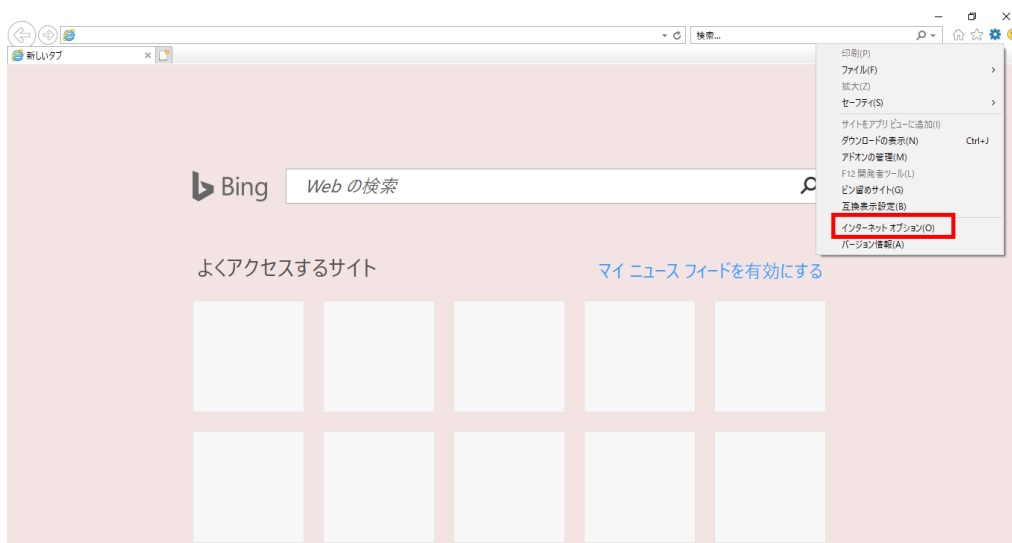 検索...
新しいタブ
印刷(P)
ファイル(F)
拡大(Z)
セーフティ(S)
サイトをアプリ ビューに追加(I)
ダウンロードの表示(N) Ctrl+J
アドオンの管理(M)
F12 開発者ツール(L)
ピン留めサイト(G)
互換表示設定(B)
インターネット オプション(O)
バージョン情報(A)
Bing
Web の検索
よくアクセスするサイト
マイ ニュース フィードを有効にする